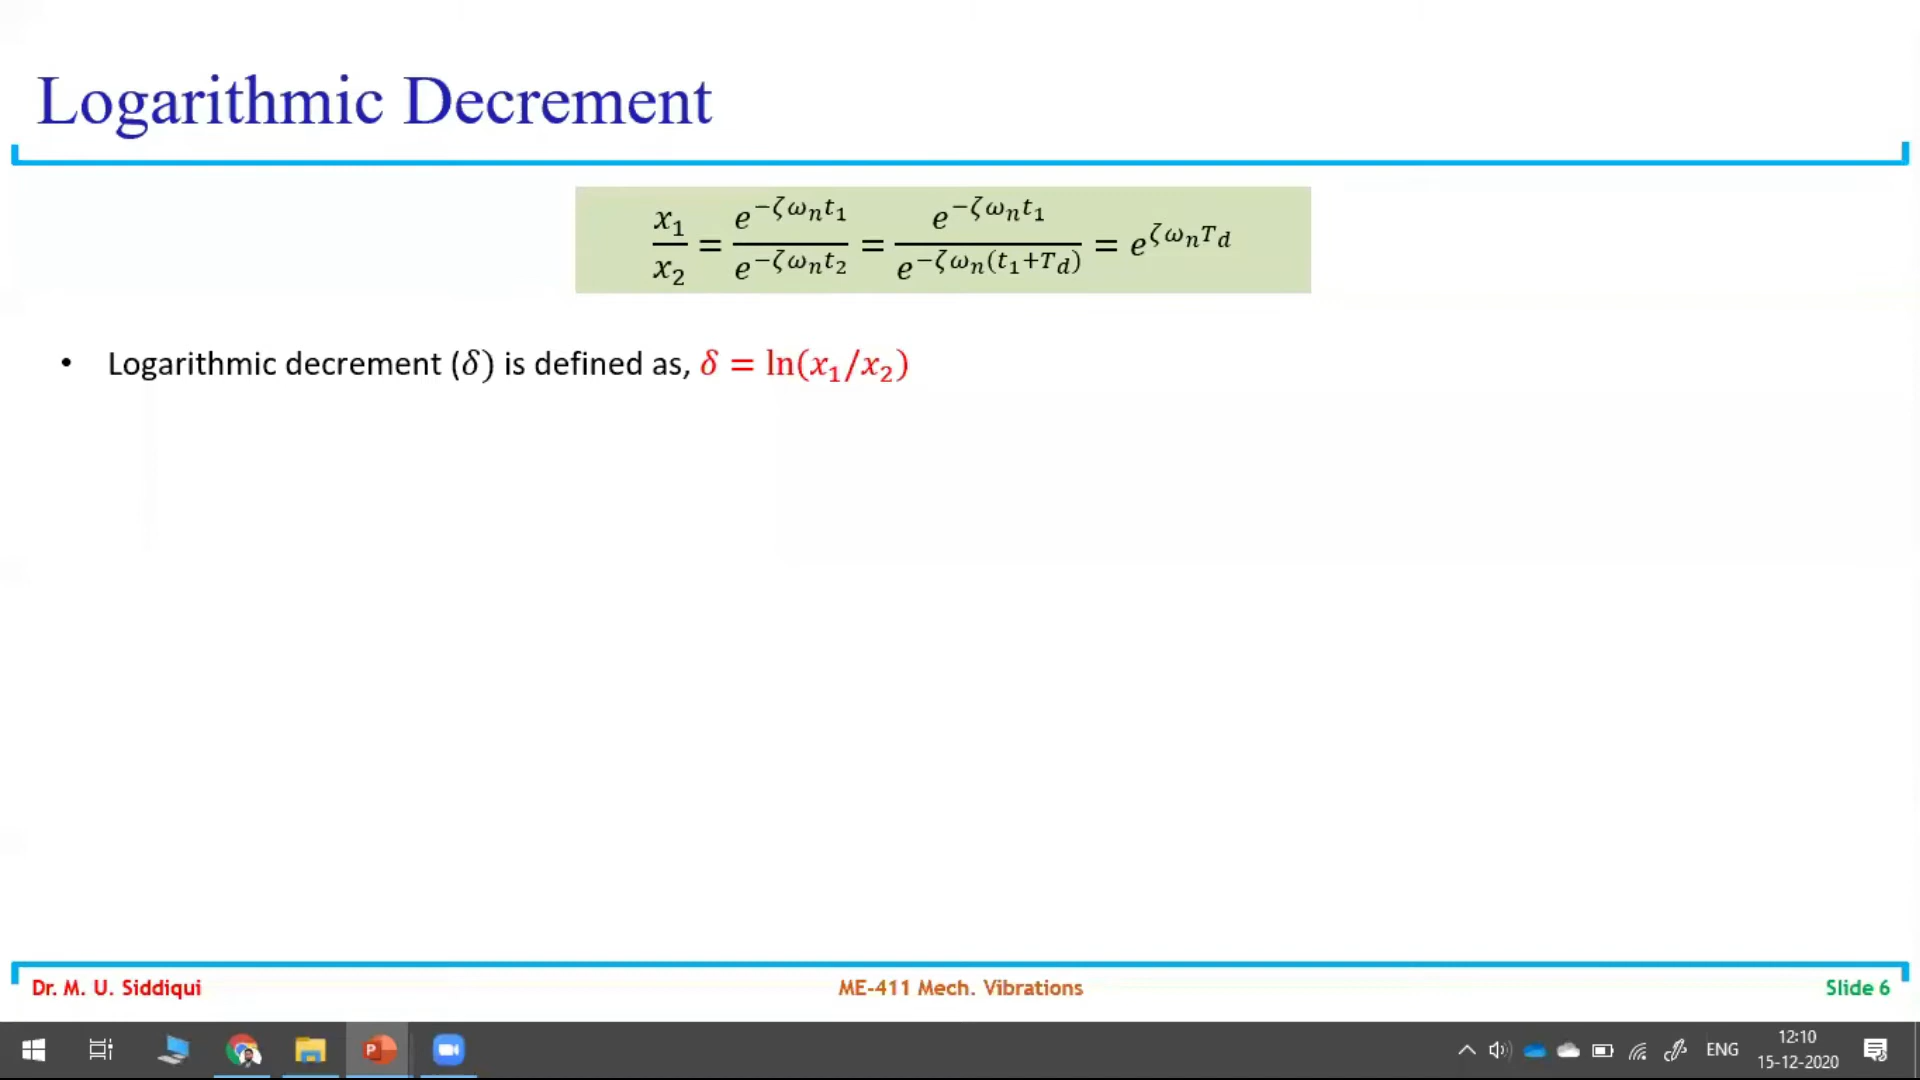 Logarithmic Decrement
x₁/x₂ = e^(−ζωₙt₁)/e^(−ζωₙt₂) = e^(−ζωₙt₁)/e^(−ζωₙ(t₁+T_d)) = e^(ζωₙT_d)
• Logarithmic decrement (δ) is defined as, δ = ln(x₁/x₂)
Dr. M. U. Siddiqui
ME-411 Mech. Vibrations
Slide 6
ENG
12:10
15-12-2020